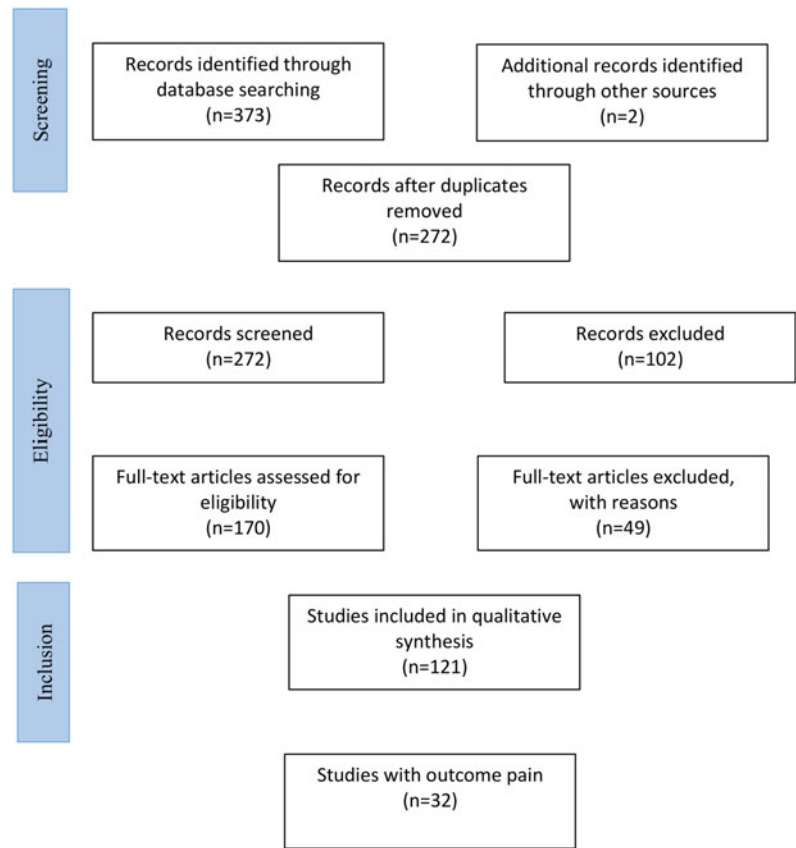 Screening
Records identified through
database searching
(n=373)
Additional records identified
through other sources
(n=2)
Records after duplicates
removed
(n=272)
Eligibility
Records screened
(n=272)
Records excluded
(n=102)
Full-text articles assessed for
eligibility
(n=170)
Full-text articles excluded,
with reasons
(n=49)
Inclusion
Studies included in qualitative
synthesis
(n=121)
Studies with outcome pain
(n=32)